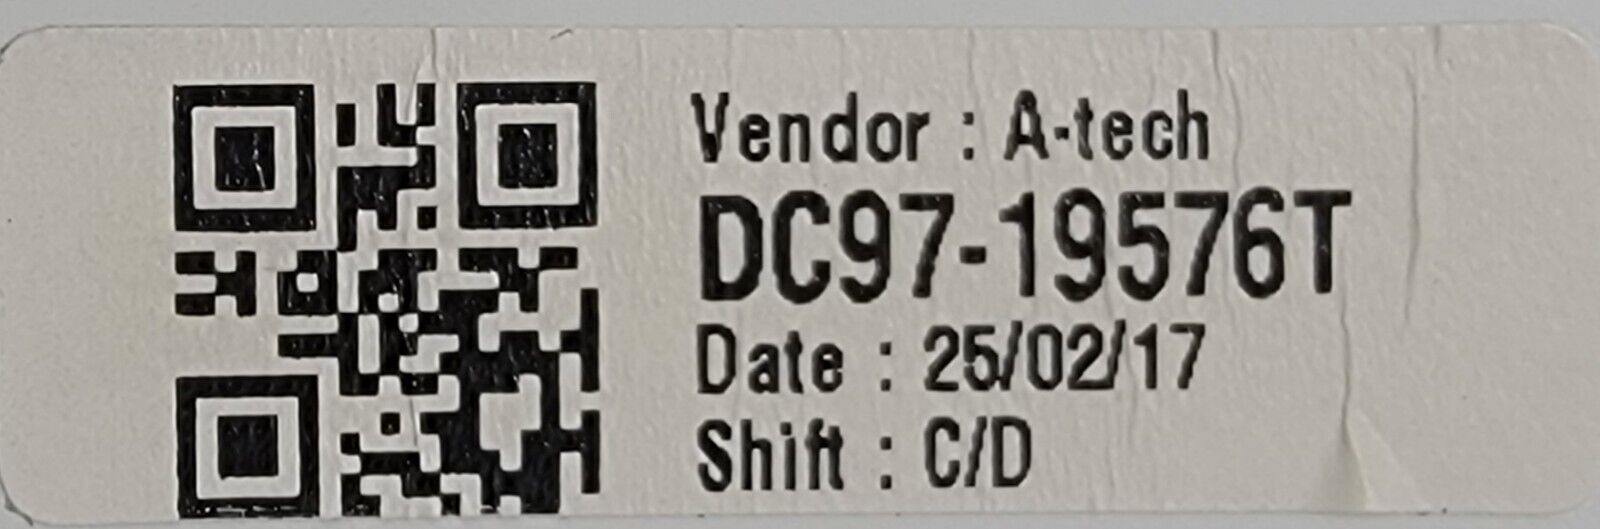 Vendor : A-tech
DC97-19576T
Date : 25/02/17
Shift : C/D